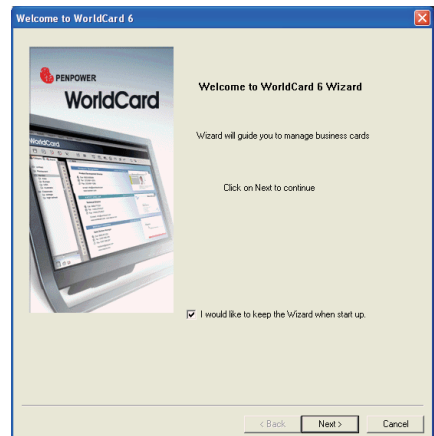 Welcome to WorldCard 6
PENPOWER
WorldCard
WorldCard
Welcome to WorldCard 6 Wizard
Wizard will guide you to manage business cards
Click on Next to continue
I would like to keep the Wizard when start up.
< Back
Next >
Cancel